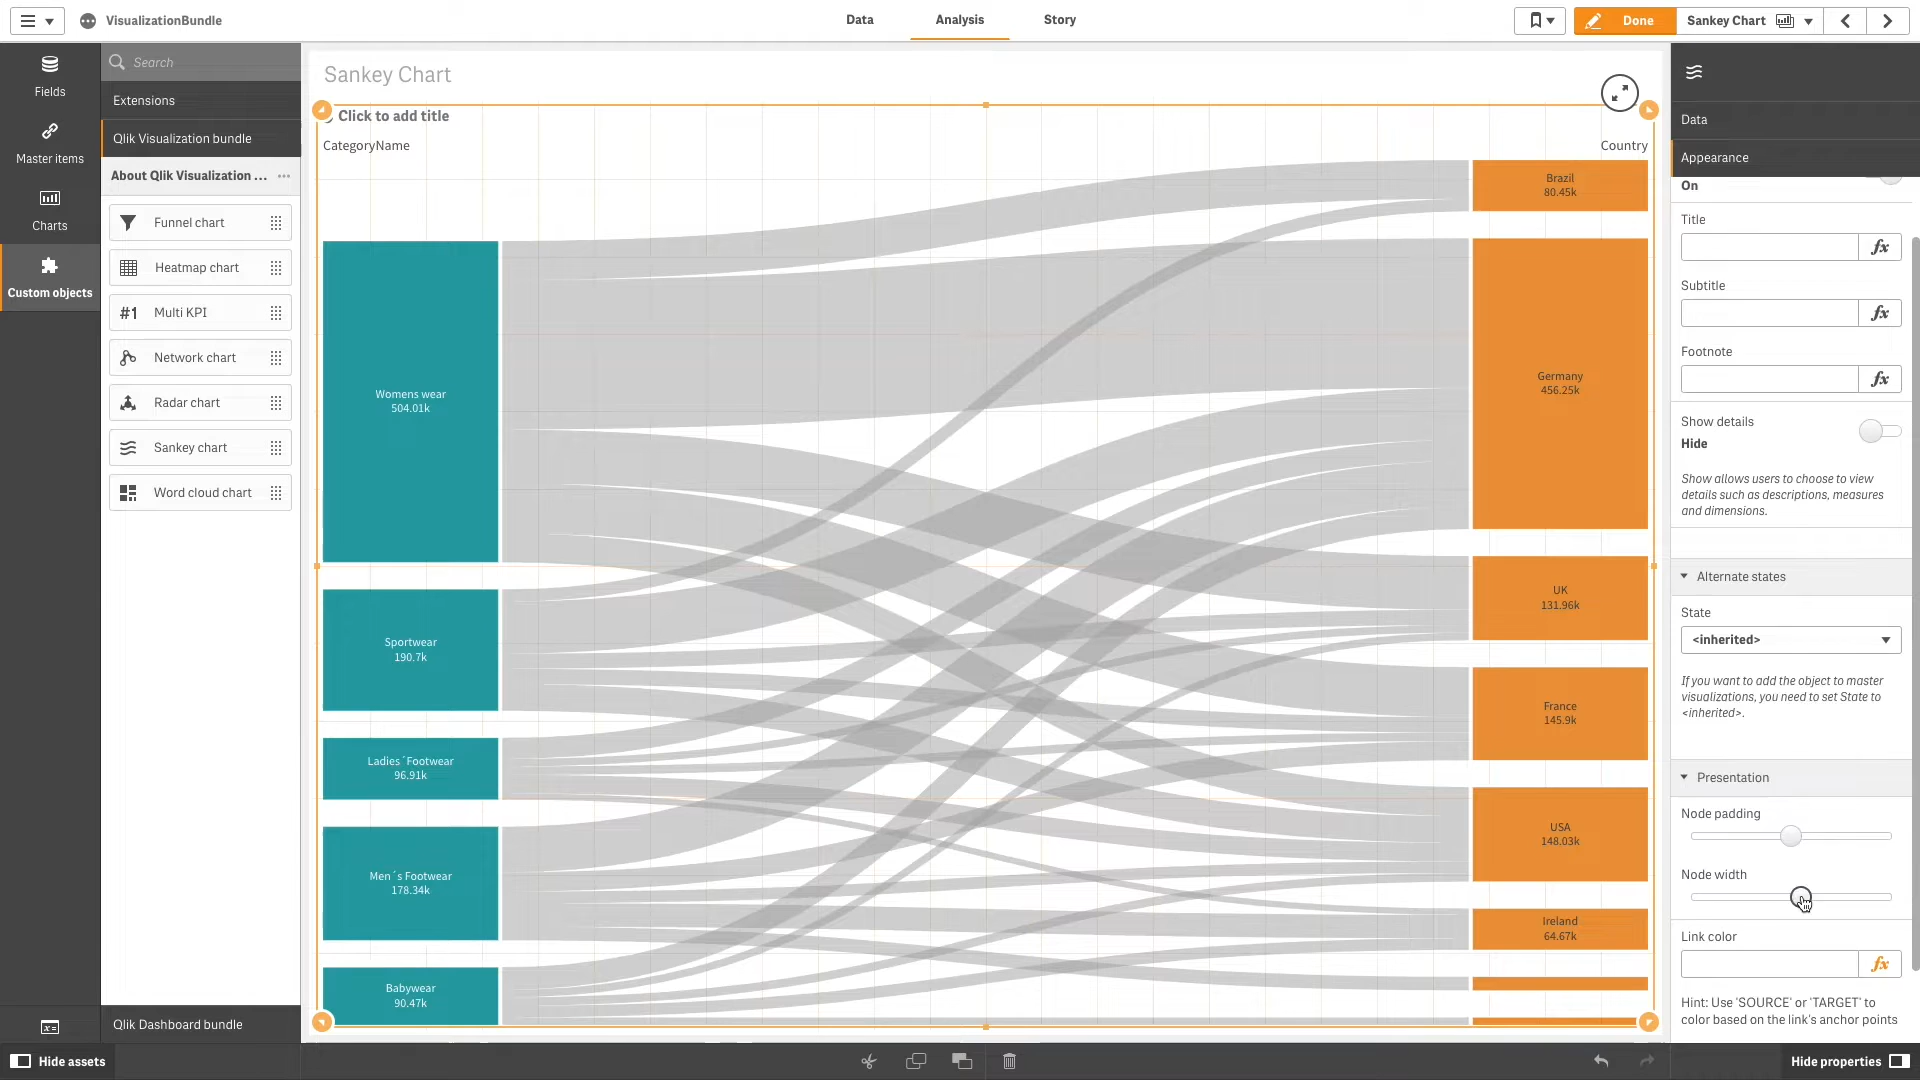 VisualizationBundle
Data
Analysis
Story
Done
Sankey Chart
Fields
Master items
Charts
Custom objects
Search
Extensions
Qlik Visualization bundle
About Qlik Visualization ...
Funnel chart
Heatmap chart
#1 Multi KPI
Network chart
Radar chart
Sankey chart
Word cloud chart
Qlik Dashboard bundle
Sankey Chart
Click to add title
CategoryName
Country
Womens wear
504.01k
Sportwear
190.7k
Ladies´Footwear
96.91k
Men´s Footwear
178.34k
Babywear
90.47k
Brazil
80.45k
Germany
456.25k
UK
131.96k
France
145.9k
USA
148.03k
Ireland
64.67k
Data
Appearance
On
Title
fx
Subtitle
fx
Footnote
fx
Show details
Hide
Show allows users to choose to view
details such as descriptions, measures
and dimensions.
Alternate states
State
<inherited>
If you want to add the object to master
visualizations, you need to set State to
<inherited>.
Presentation
Node padding
Node width
Link color
fx
Hint: Use 'SOURCE' or 'TARGET' to
color based on the link's anchor points
Hide assets
Hide properties